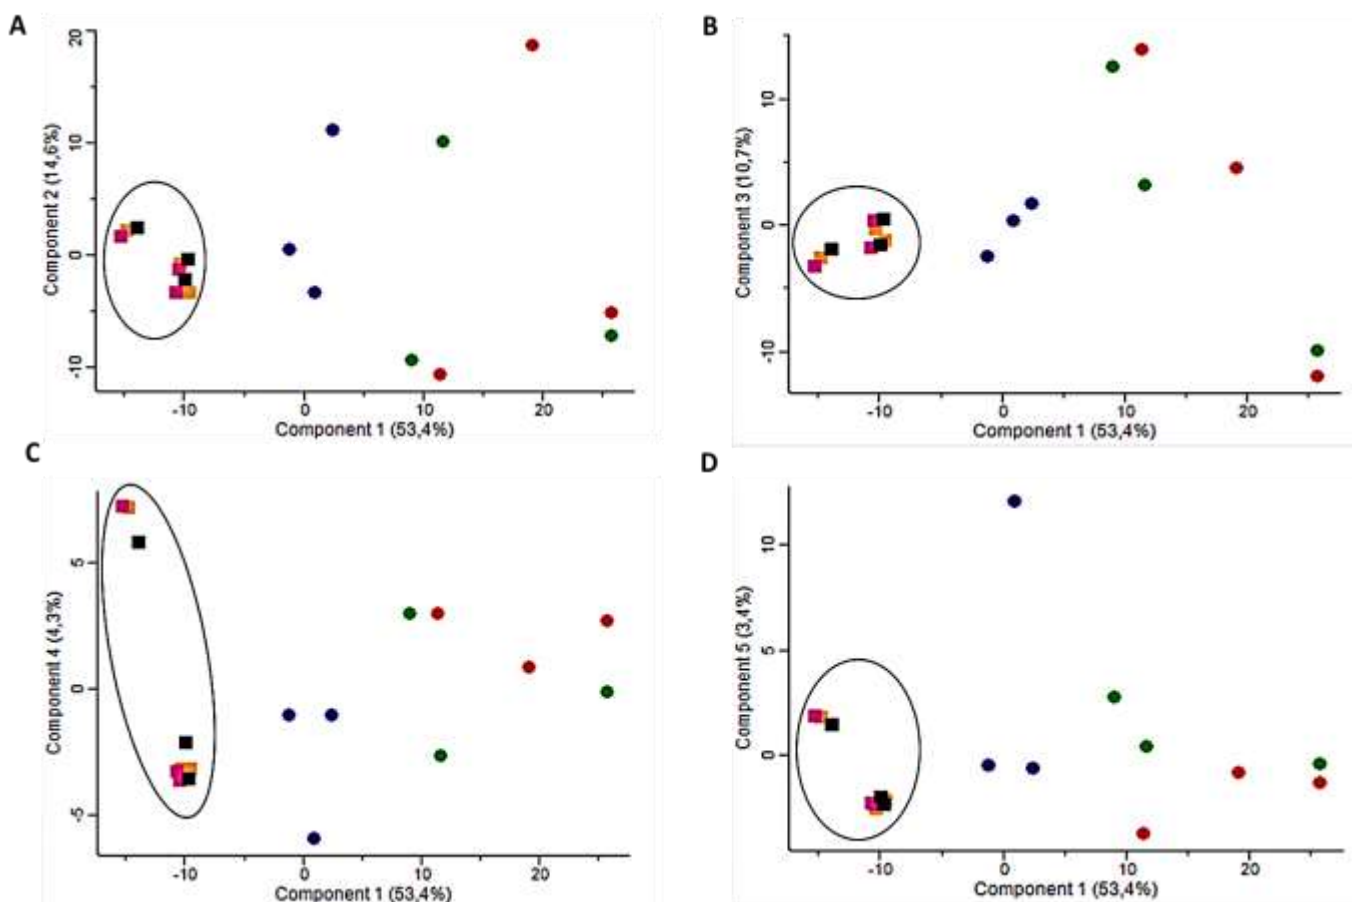 A
20
10
0
-10
Component 2 (14,6%)
-10 0 10 20
Component 1 (53,4%)
B
10
0
-10
Component 3 (10,7%)
-10 0 10 20
Component 1 (53,4%)
C
5
0
-5
Component 4 (4,3%)
-10 0 10 20
Component 1 (53,4%)
D
10
5
0
Component 5 (3,4%)
-10 0 10 20
Component 1 (53,4%)